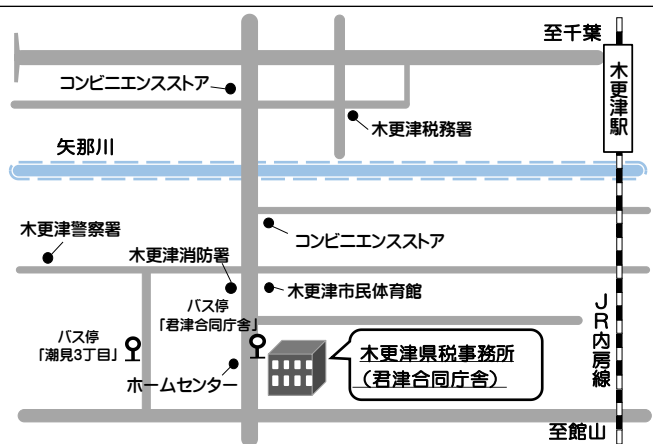 至千葉
木更津駅
コンビニエンスストア
木更津税務署
矢那川
コンビニエンスストア
木更津警察署
木更津消防署
木更津市民体育館
バス停
「君津合同庁舎」
バス停
「潮見3丁目」
ホームセンター
木更津県税事務所
（君津合同庁舎）
JR内房線
至館山